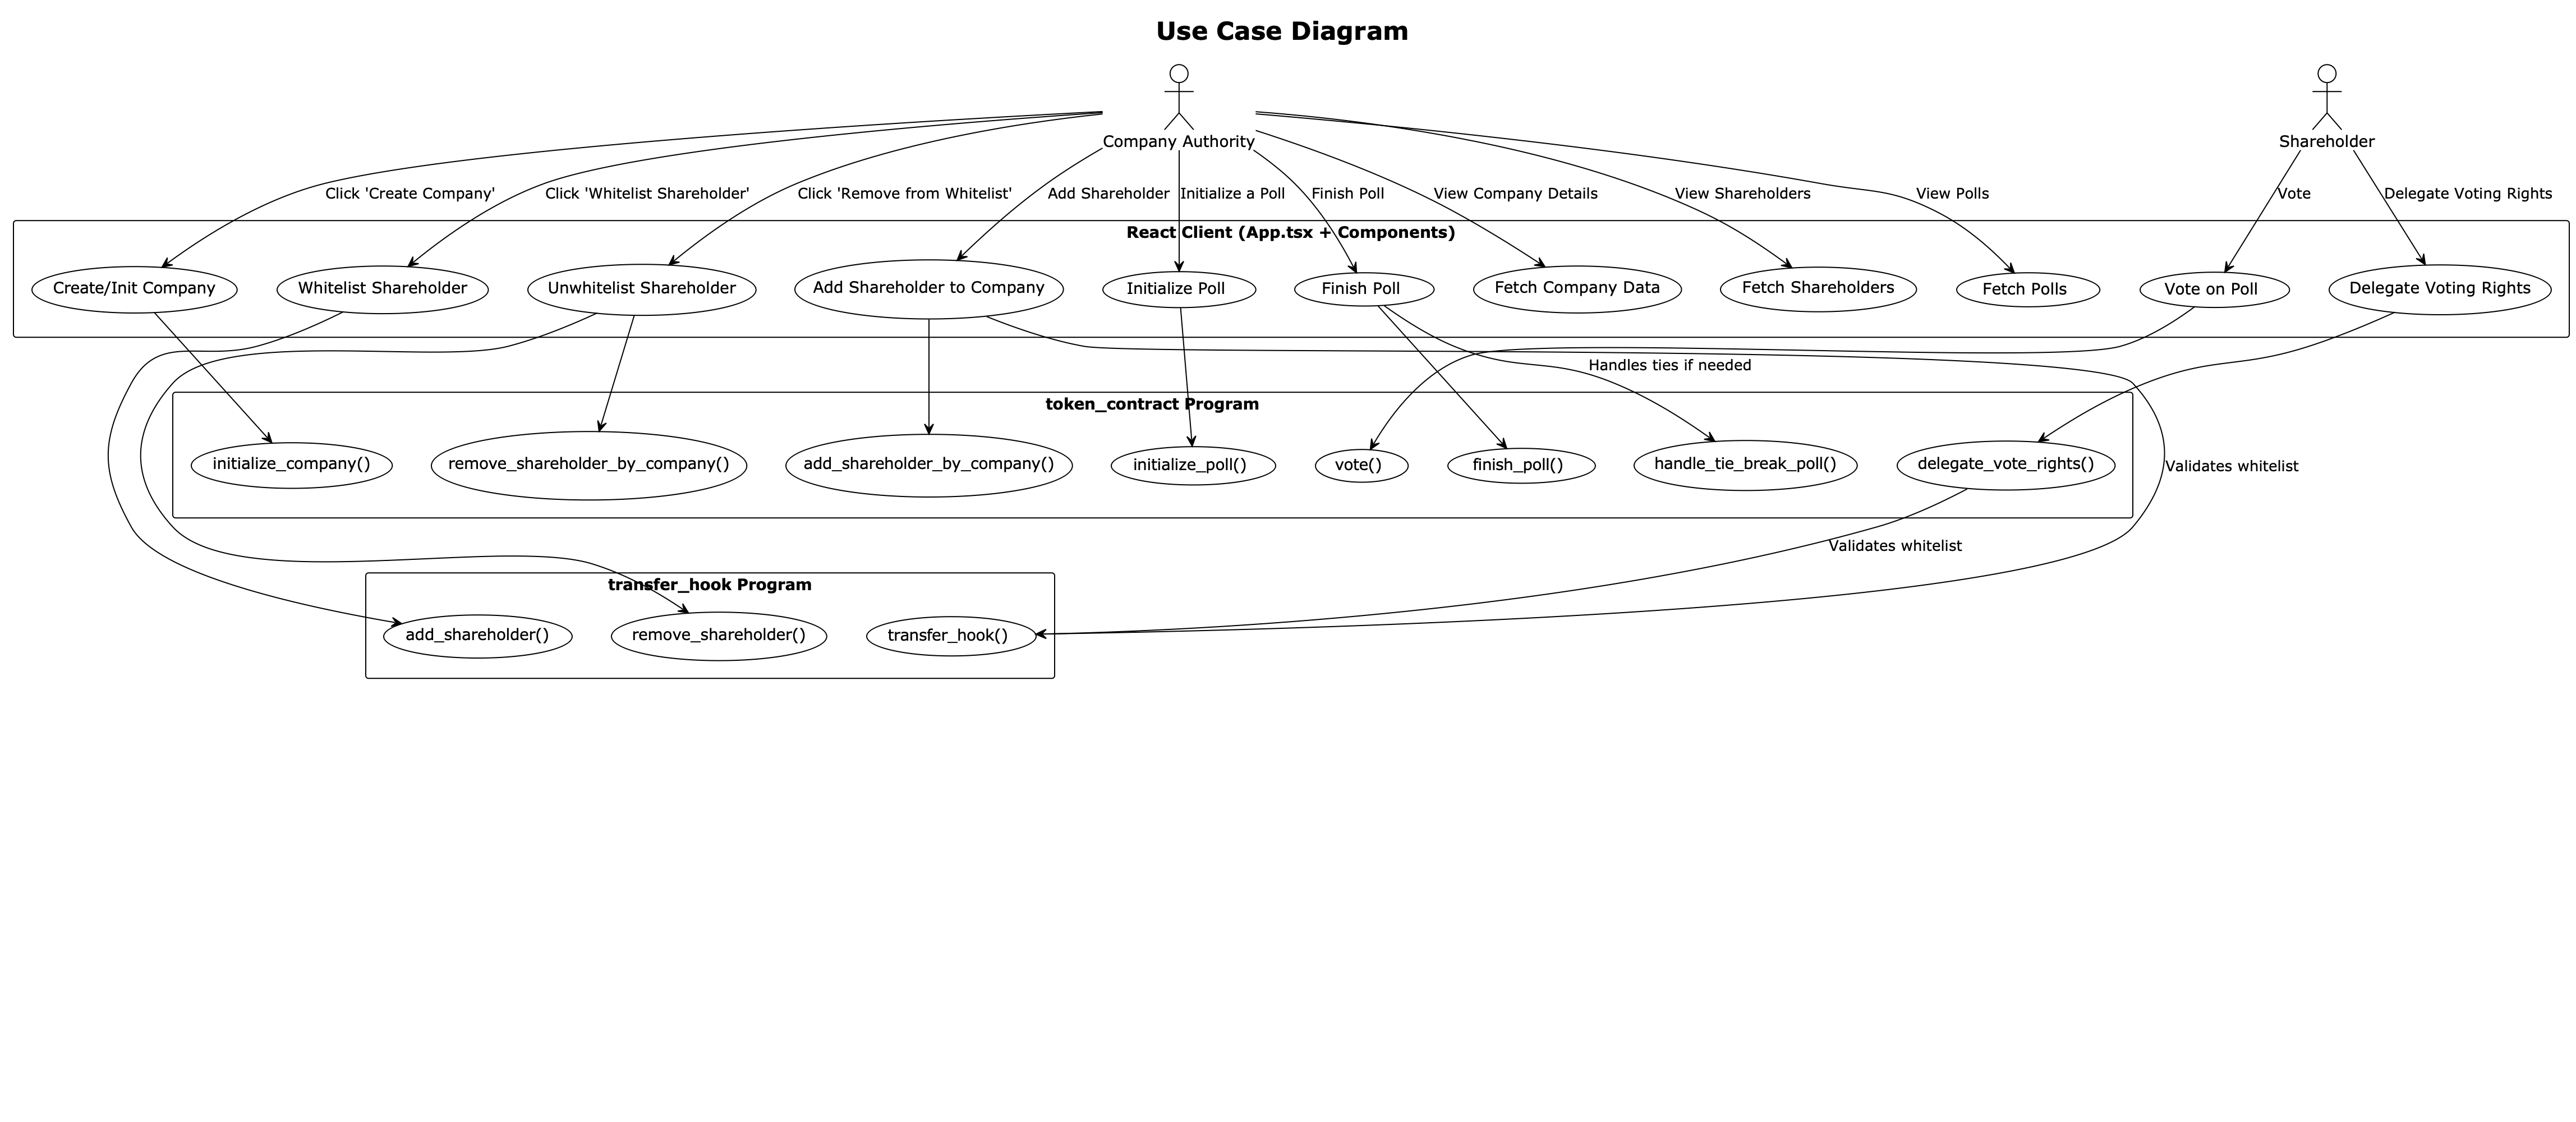 Use Case Diagram
Company Authority
Shareholder
Click 'Create Company'
Click 'Whitelist Shareholder'
Click 'Remove from Whitelist'
Add Shareholder
Initialize a Poll
Finish Poll
View Company Details
View Shareholders
View Polls
Vote
Delegate Voting Rights
React Client (App.tsx + Components)
Create/Init Company
Whitelist Shareholder
Unwhitelist Shareholder
Add Shareholder to Company
Initialize Poll
Finish Poll
Fetch Company Data
Fetch Shareholders
Fetch Polls
Vote on Poll
Delegate Voting Rights
Handles ties if needed
token_contract Program
initialize_company()
remove_shareholder_by_company()
add_shareholder_by_company()
initialize_poll()
vote()
finish_poll()
handle_tie_break_poll()
delegate_vote_rights()
Validates whitelist
Validates whitelist
transfer_hook Program
add_shareholder()
remove_shareholder()
transfer_hook()